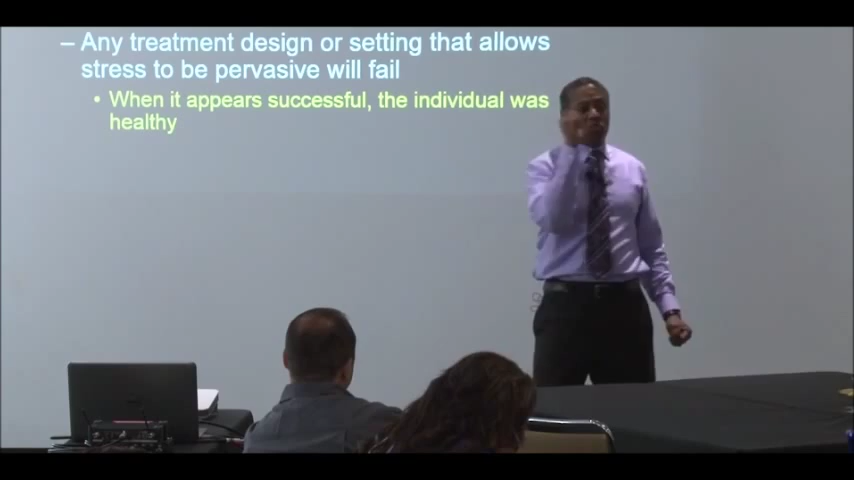 – Any treatment design or setting that allows
stress to be pervasive will fail
• When it appears successful, the individual was
healthy